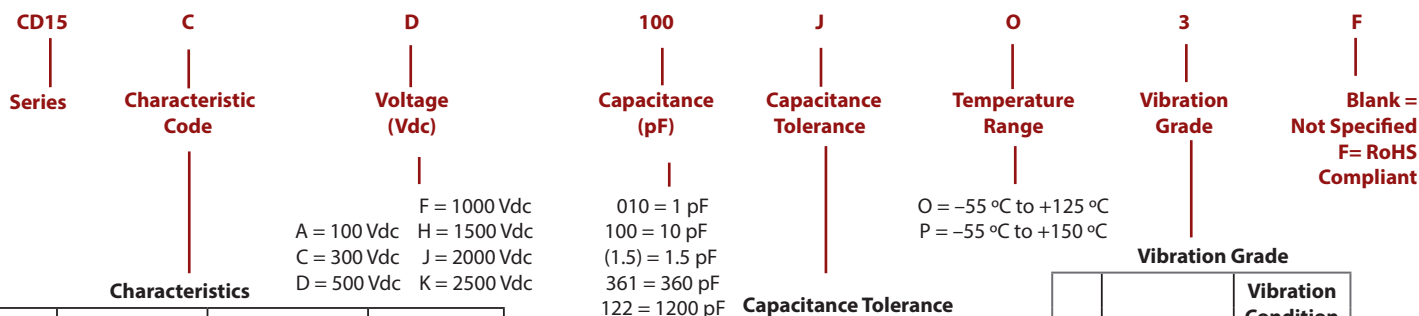 CD15 C D 100 J O 3 F
Series Characteristic Voltage Capacitance Capacitance Temperature Vibration Blank =
Code (Vdc) (pF) Tolerance Range Grade Not Specified
F= RoHS
Compliant
F = 1000 Vdc 010 = 1 pF O = –55 ºC to +125 ºC
A = 100 Vdc H = 1500 Vdc 100 = 10 pF P = –55 ºC to +150 ºC
C = 300 Vdc J = 2000 Vdc (1.5) = 1.5 pF Vibration Grade
D = 500 Vdc K = 2500 Vdc 361 = 360 pF
Characteristics 122 = 1200 pF Capacitance Tolerance Vibration
Condition